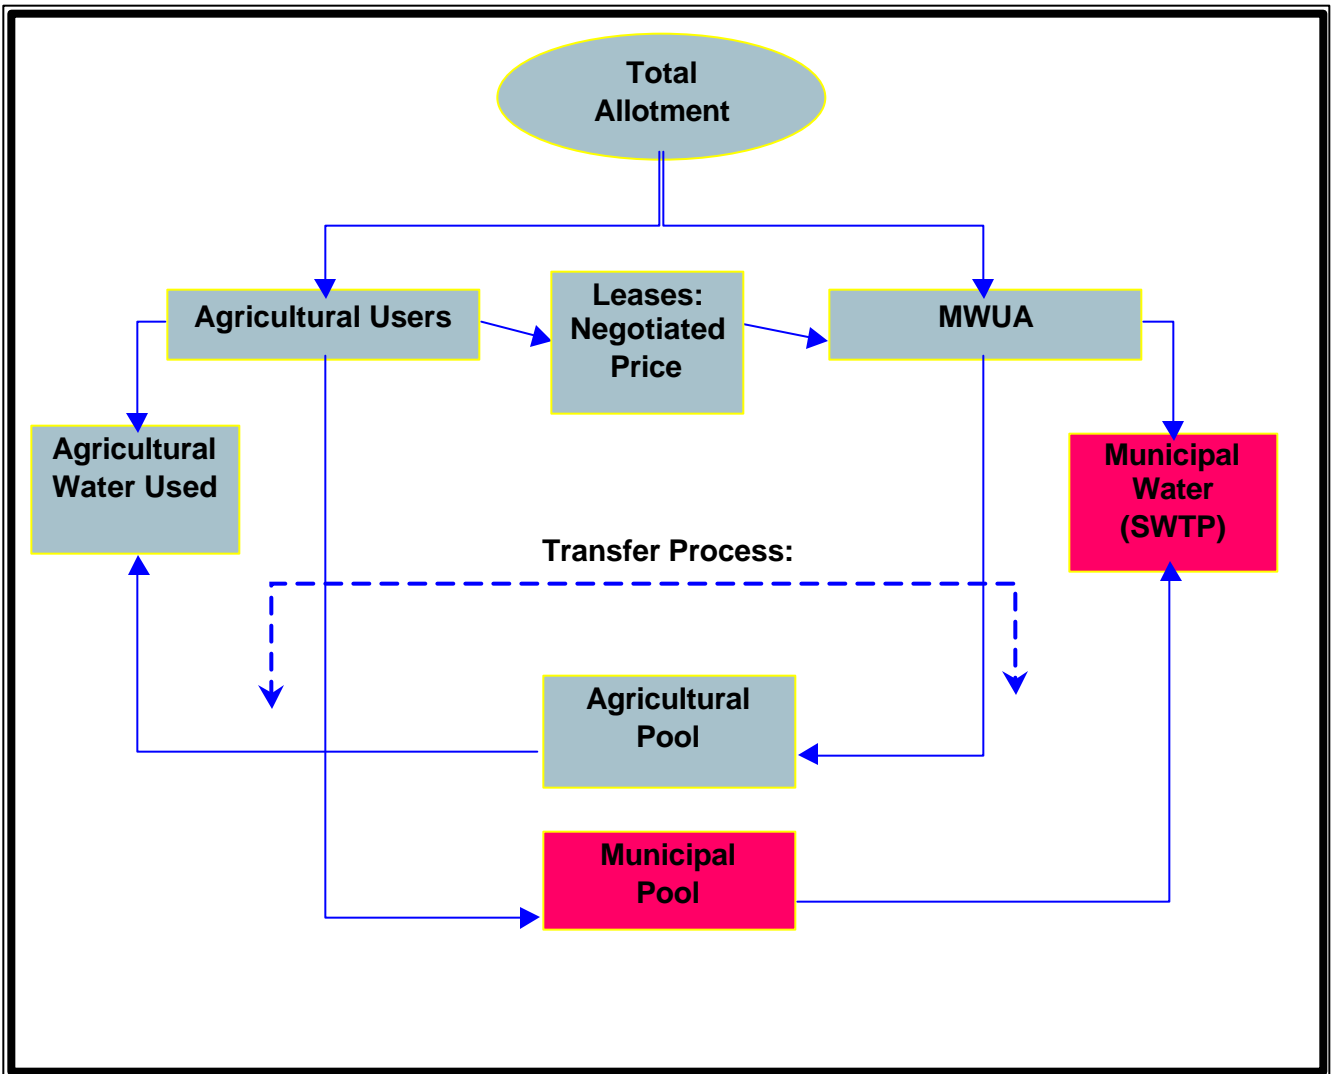 Total
Allotment
Agricultural Users
Leases:
Negotiated
Price
MWUA
Agricultural
Water Used
Municipal
Water
(SWTP)
Transfer Process:
Agricultural
Pool
Municipal
Pool